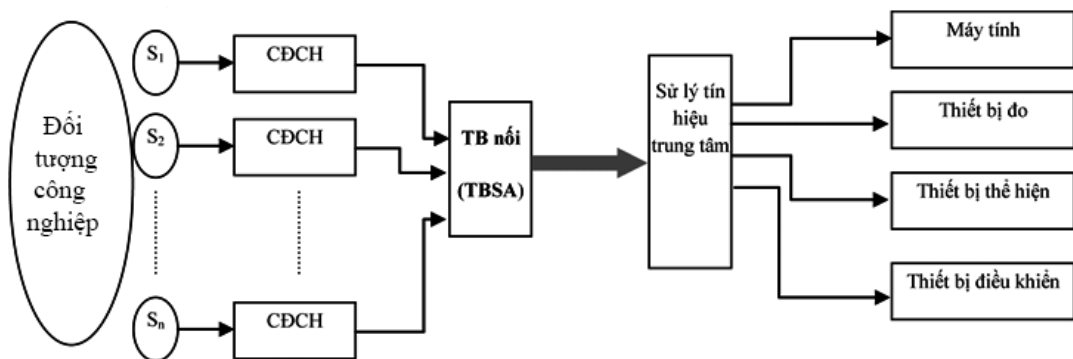 Đối
tượng
công
nghiệp
S₁
CĐCH
S₂
CĐCH
Sₙ
CĐCH
TB nối
(TBSA)
Sử lý tín
hiệu
trung tâm
Máy tính
Thiết bị đo
Thiết bị thể hiện
Thiết bị điều khiển